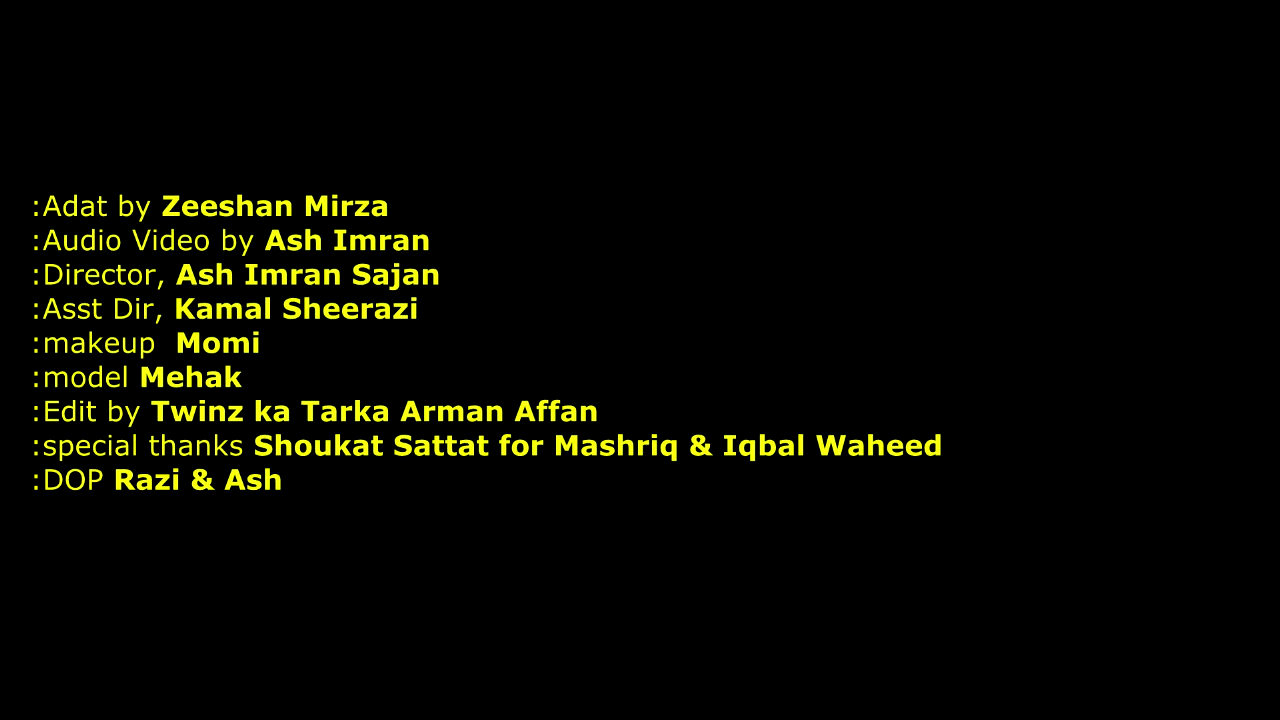 :Adat by Zeeshan Mirza
:Audio Video by Ash Imran
:Director, Ash Imran Sajan
:Asst Dir, Kamal Sheerazi
:makeup  Momi
:model Mehak
:Edit by Twinz ka Tarka Arman Affan
:special thanks Shoukat Sattat for Mashriq & Iqbal Waheed
:DOP Razi & Ash